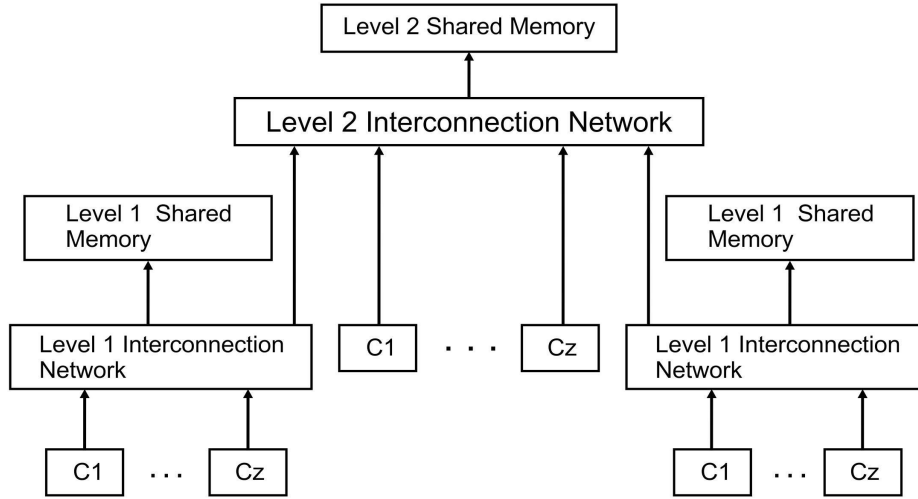 Level 2 Shared Memory
Level 2 Interconnection Network
Level 1 Shared
Memory
Level 1 Shared
Memory
Level 1 Interconnection
Network
C1 . . . Cz
Level 1 Interconnection
Network
C1 . . . Cz
C1 . . . Cz